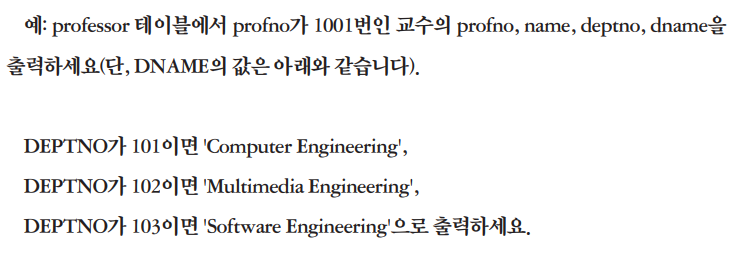 예: professor 테이블에서 profno가 1001번인 교수의 profno, name, deptno, dname을
출력하세요(단, DNAME의 값은 아래와 같습니다).
DEPTNO가 101이면 'Computer Engineering',
DEPTNO가 102이면 'Multimedia Engineering',
DEPTNO가 103이면 'Software Engineering'으로 출력하세요.